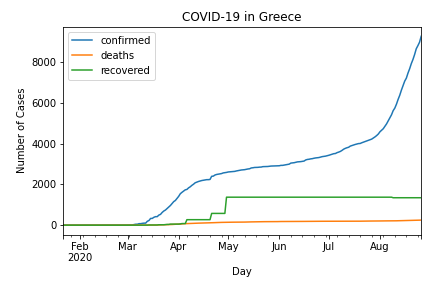 COVID-19 in Greece
confirmed
deaths
recovered
Number of Cases
8000
6000
4000
2000
0
Feb Mar Apr May Jun Jul Aug
2020
Day